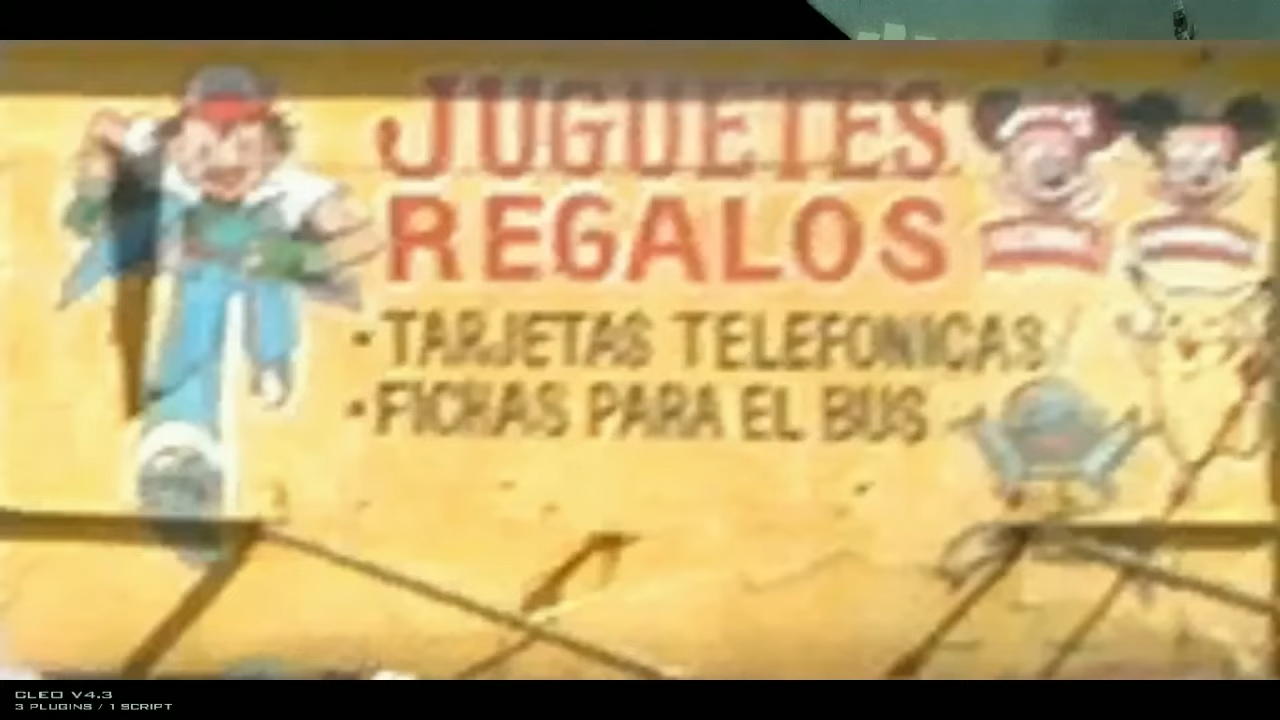 JUGUETES
REGALOS
· TARJETAS TELEFONICAS
· FICHAS PARA EL BUS
CLEO V4.3
3 PLUGINS / 1 SCRIPT